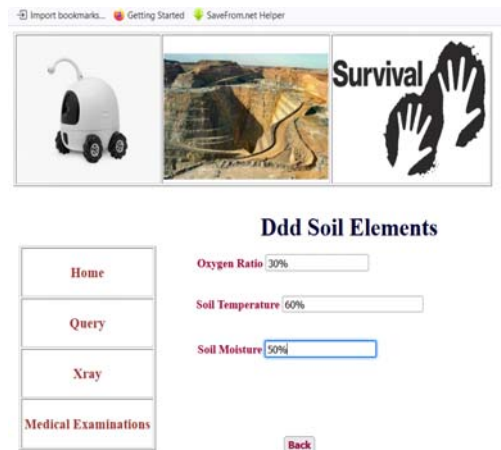 Import bookmarks... Getting Started SaveFrom.net Helper
Survival
Ddd Soil Elements
Home
Query
Xray
Medical Examinations
Oxygen Ratio 30%
Soil Temperature 60%
Soil Moisture 50%
Back